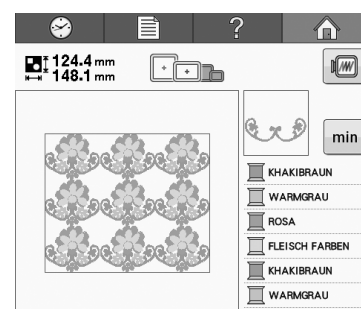 ?
124.4 mm
148.1 mm
min
KHAKIBRAUN
WARMGRAU
ROSA
FLEISCH FARBEN
KHAKIBRAUN
WARMGRAU